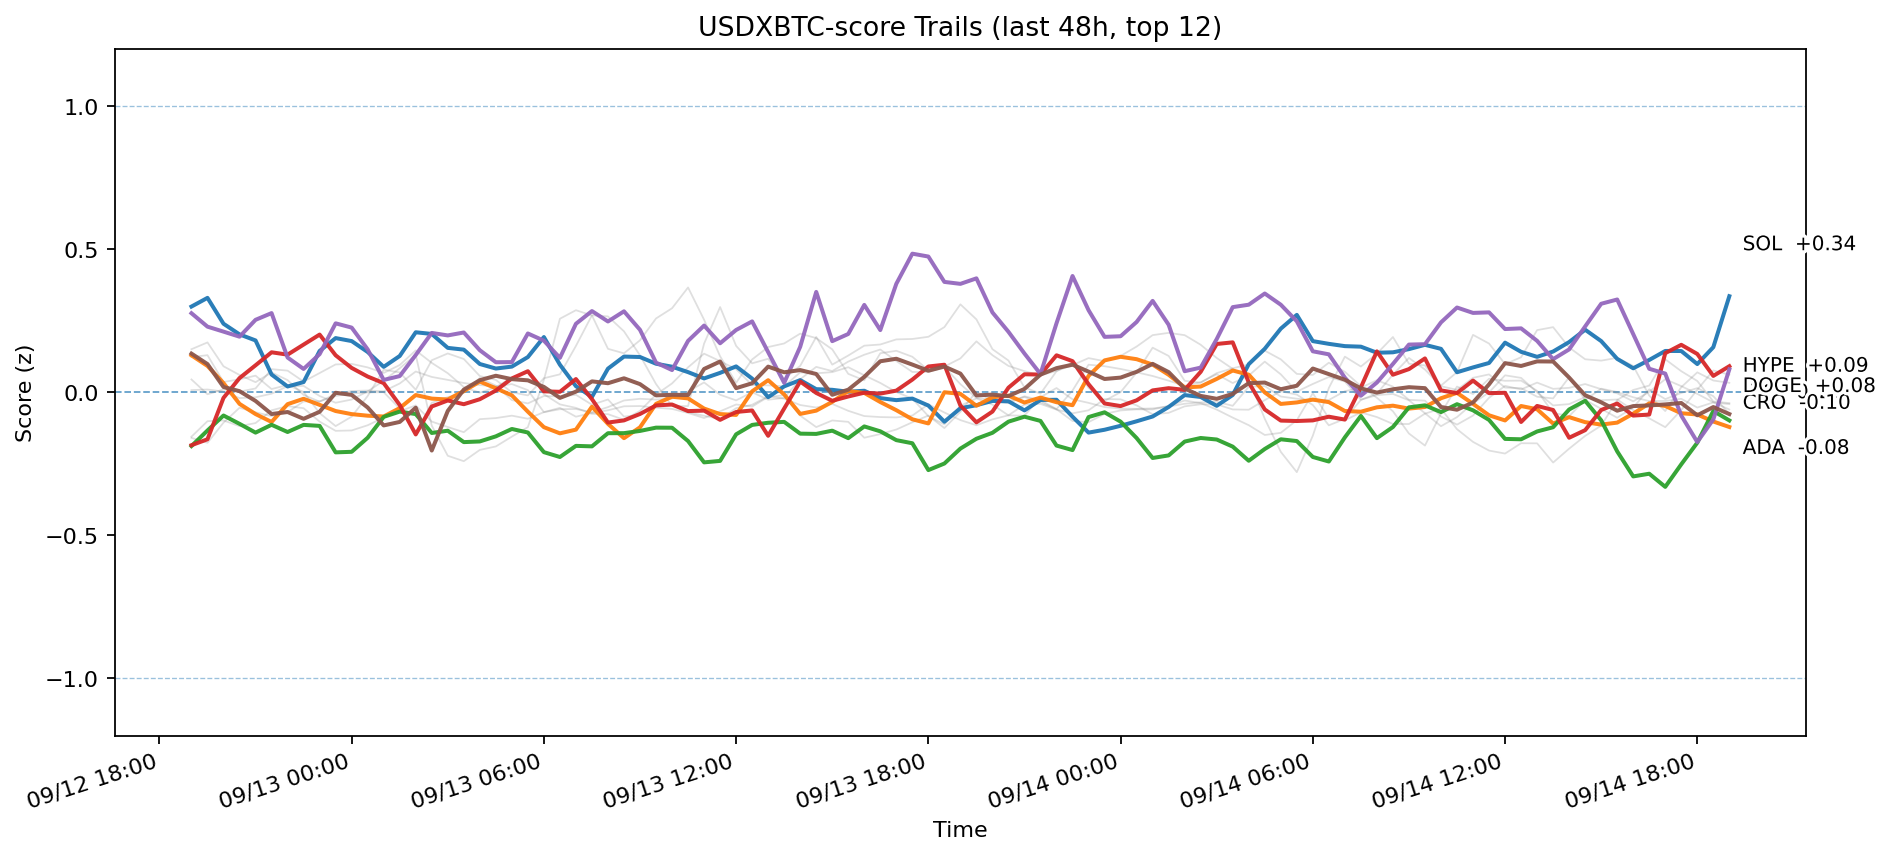 USDXBTC-score Trails (last 48h, top 12)
Score (z)
1.0
0.5
0.0
−0.5
−1.0
SOL +0.34
HYPE +0.09
DOGE +0.08
CRO -0.10
ADA -0.08
09/12 18:00
09/13 00:00
09/13 06:00
09/13 12:00
09/13 18:00
09/14 00:00
09/14 06:00
09/14 12:00
09/14 18:00
Time